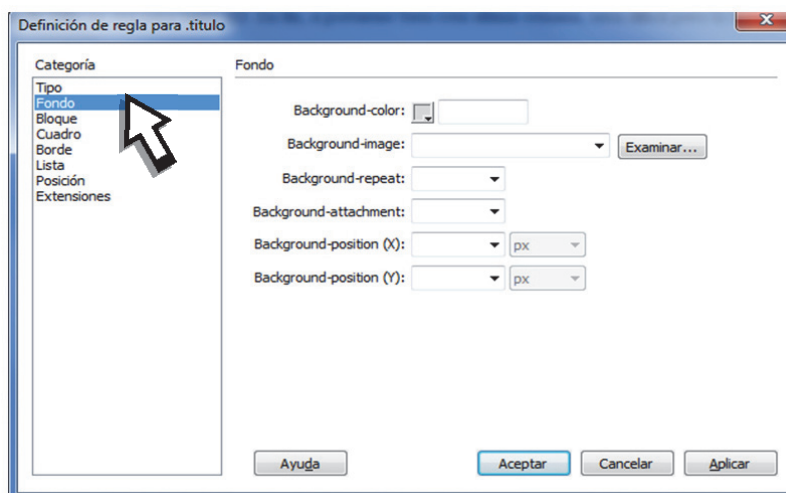 Definición de regla para .titulo
Categoría
Tipo
Fondo
Bloque
Cuadro
Borde
Lista
Posición
Extensiones
Fondo
Background-color:
Background-image:
Examinar...
Background-repeat:
Background-attachment:
Background-position (X):
px
Background-position (Y):
px
Ayuda
Aceptar
Cancelar
Aplicar